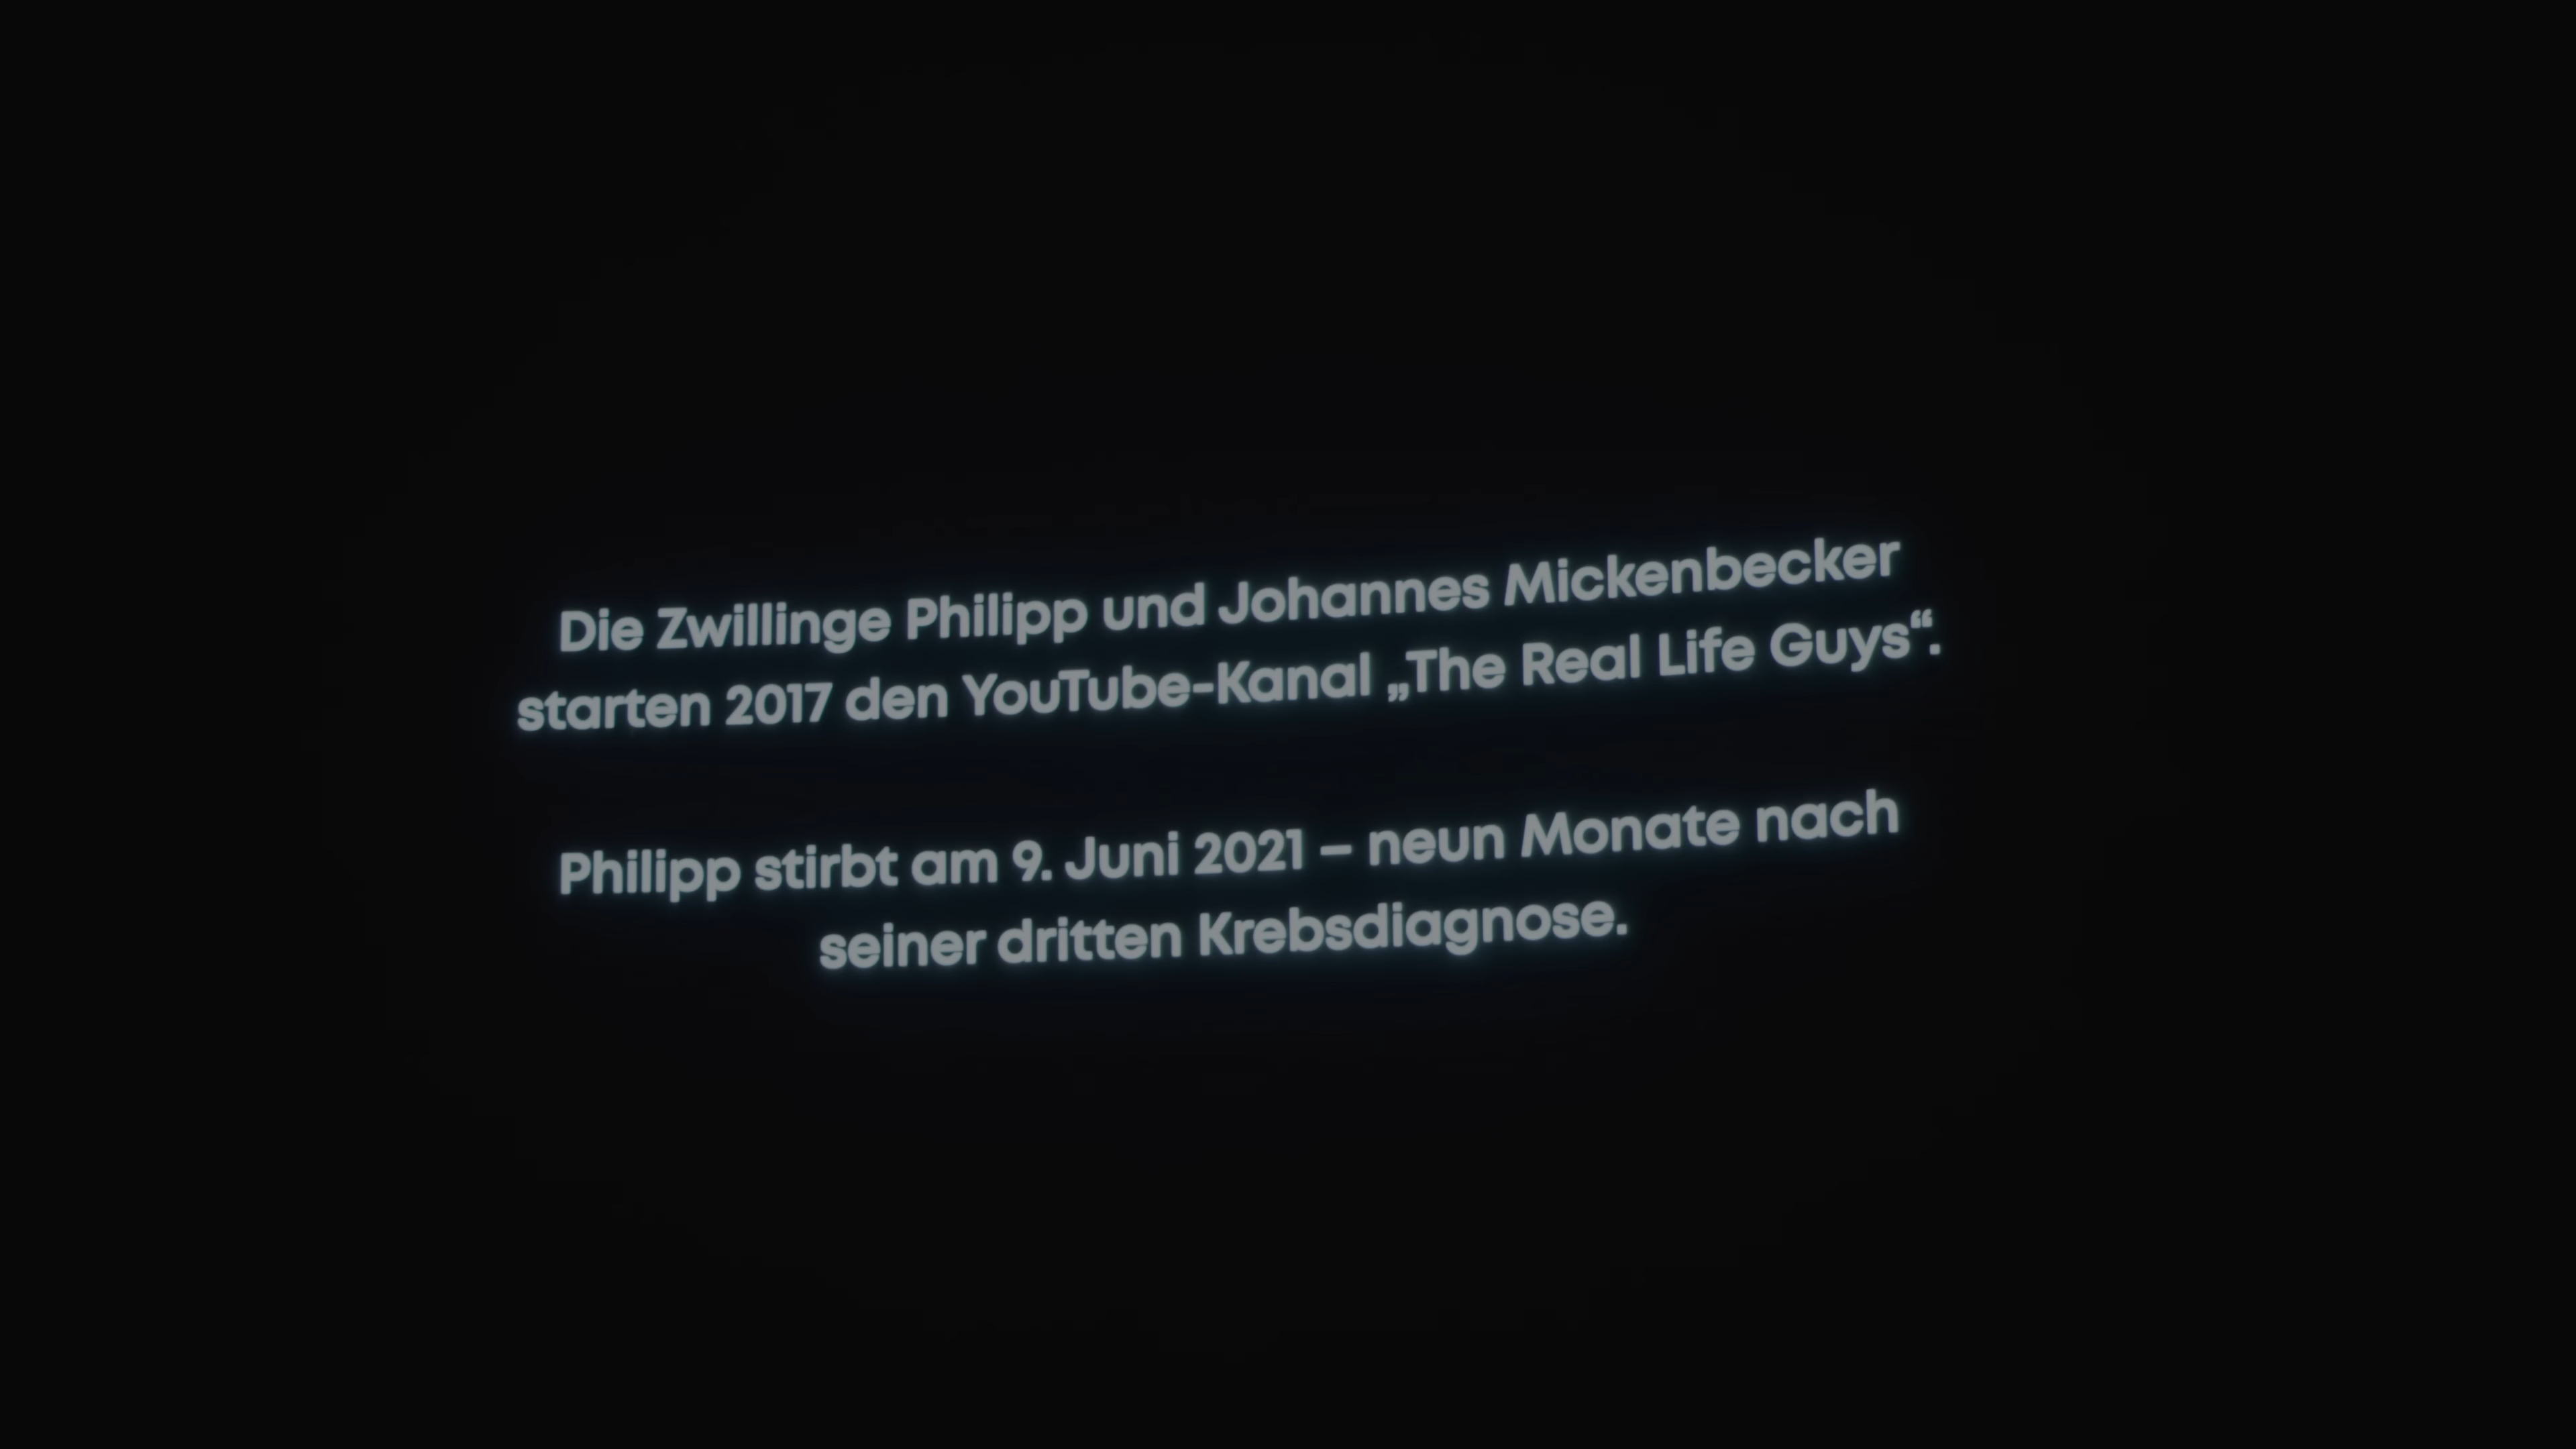 Die Zwillinge Philipp und Johannes Mickenbecker
starten 2017 den YouTube-Kanal „The Real Life Guys“.
Philipp stirbt am 9. Juni 2021 – neun Monate nach
seiner dritten Krebsdiagnose.